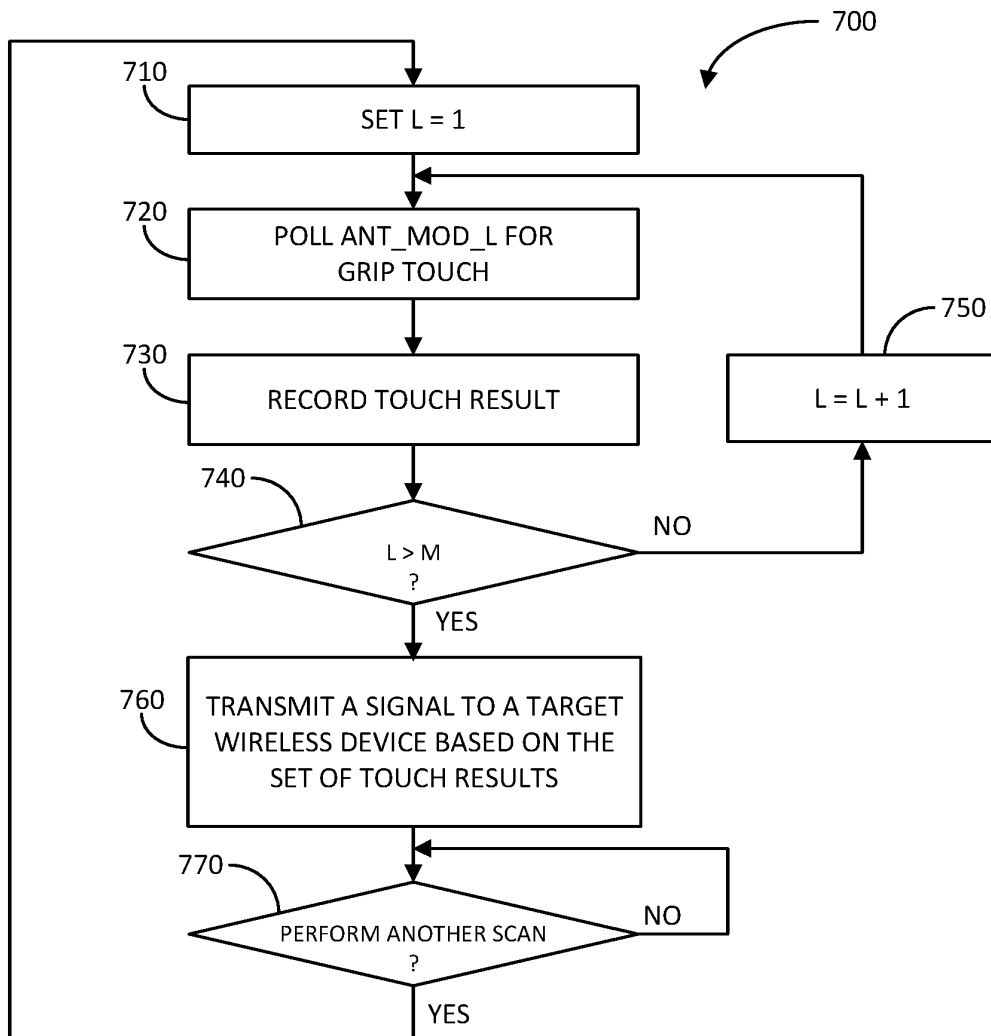 700
710
SET L = 1
720
POLL ANT_MOD_L FOR
GRIP TOUCH
750
730
RECORD TOUCH RESULT
L = L + 1
740
NO
L > M
?
YES
760
TRANSMIT A SIGNAL TO A TARGET
WIRELESS DEVICE BASED ON THE
SET OF TOUCH RESULTS
770
NO
PERFORM ANOTHER SCAN
?
YES